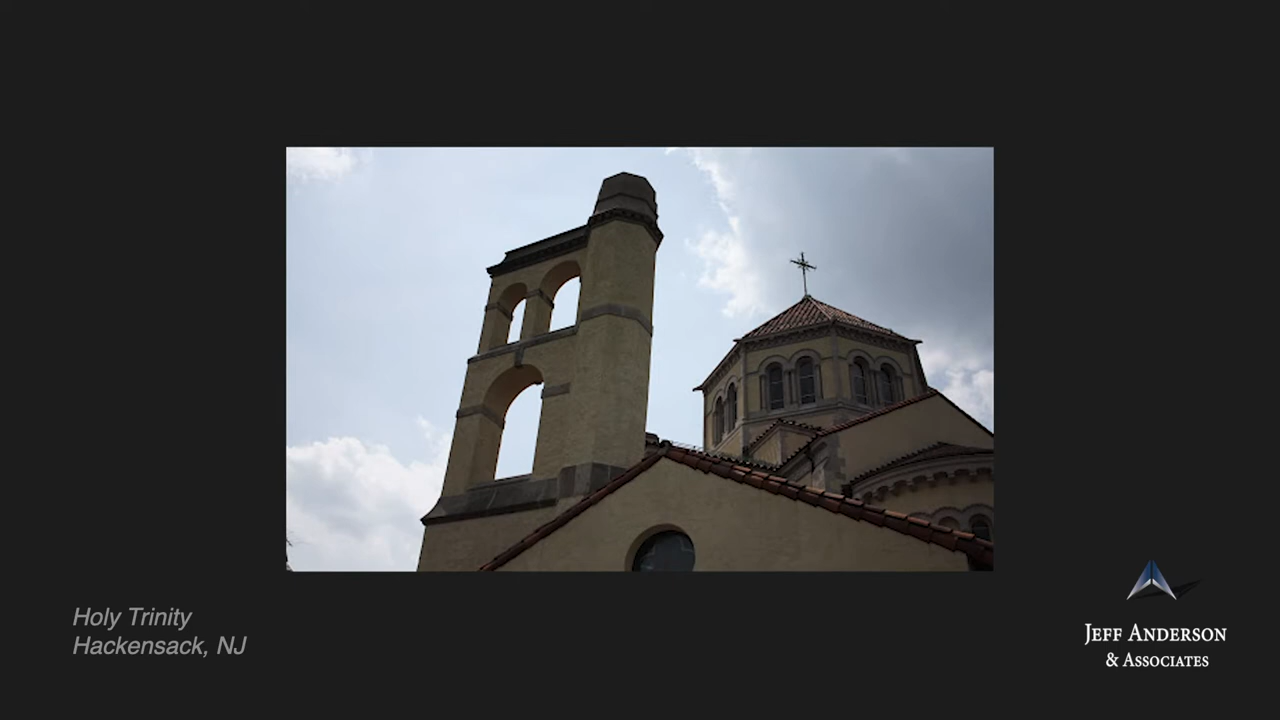 Holy Trinity
Hackensack, NJ
JEFF ANDERSON
& ASSOCIATES